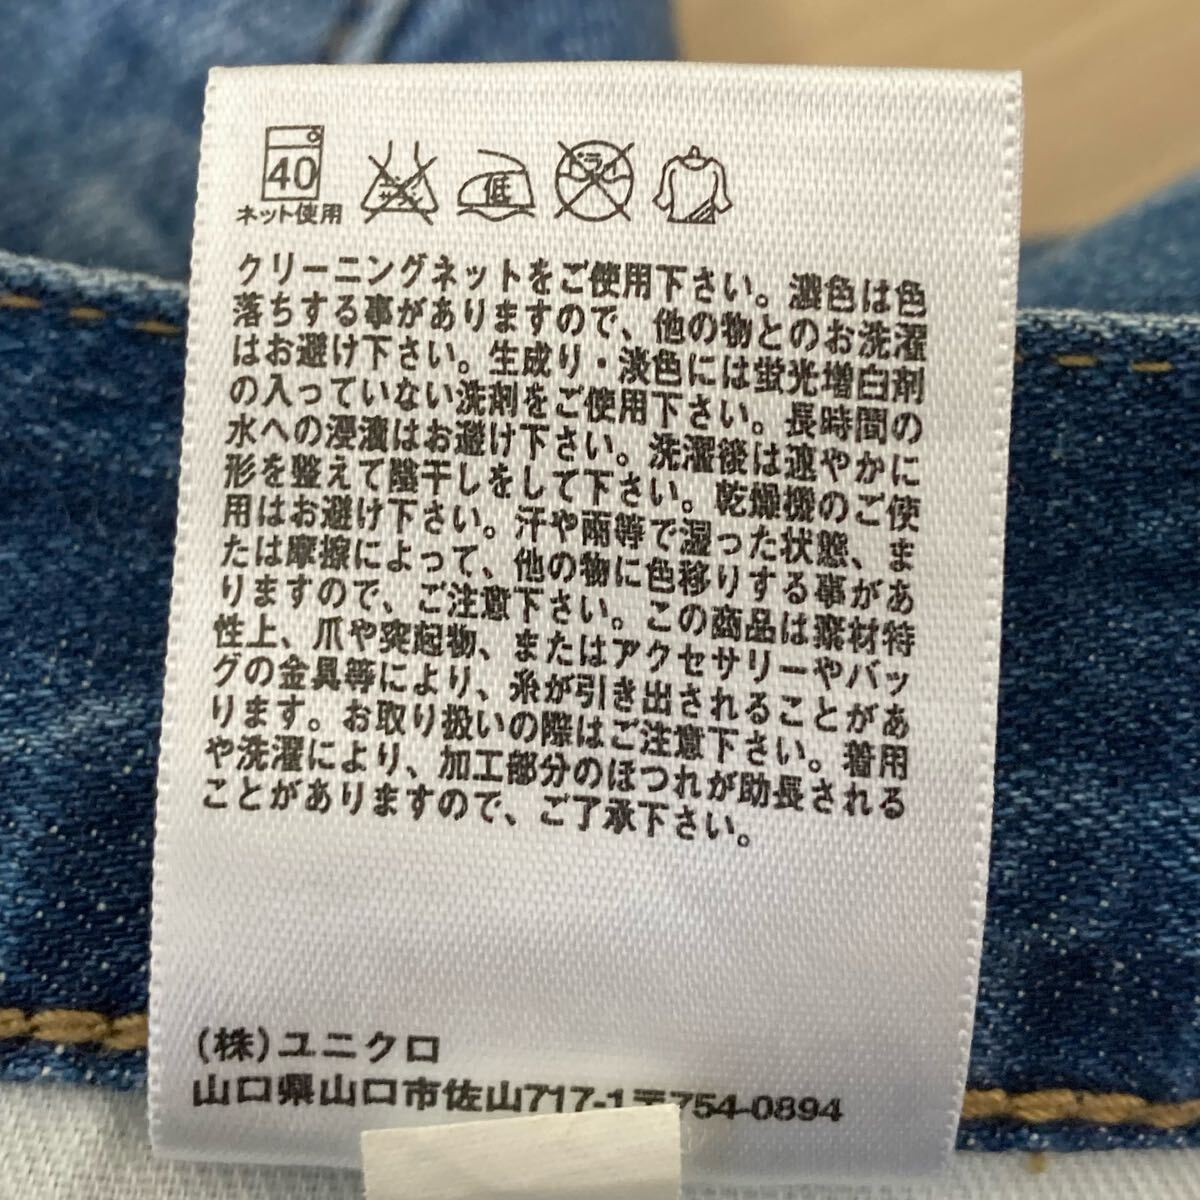 40
ネット使用
低
ドライ
クリーニングネットをご使用下さい。濃色は色
落ちする事がありますので、他の物とのお洗濯
はお避け下さい。生成り・淡色には蛍光増白剤
の入っていない洗剤をご使用下さい。長時間の
水への浸漬はお避け下さい。洗濯後は速やかに
形を整えて陰干しをして下さい。乾燥機のご使
用はお避け下さい。汗や雨等で湿った状態、ま
たは摩擦によって、他の物に色移りする事があ
りますので、ご注意下さい。この商品は素材特
性上、爪や突起物、またはアクセサリーやバッ
グの金具等により、糸が引き出されることがあ
ります。お取り扱いの際はご注意下さい。着用
や洗濯により、加工部分のほつれが助長される
ことがありますので、ご了承下さい。
(株)ユニクロ
山口県山口市佐山717-1〒754-0894